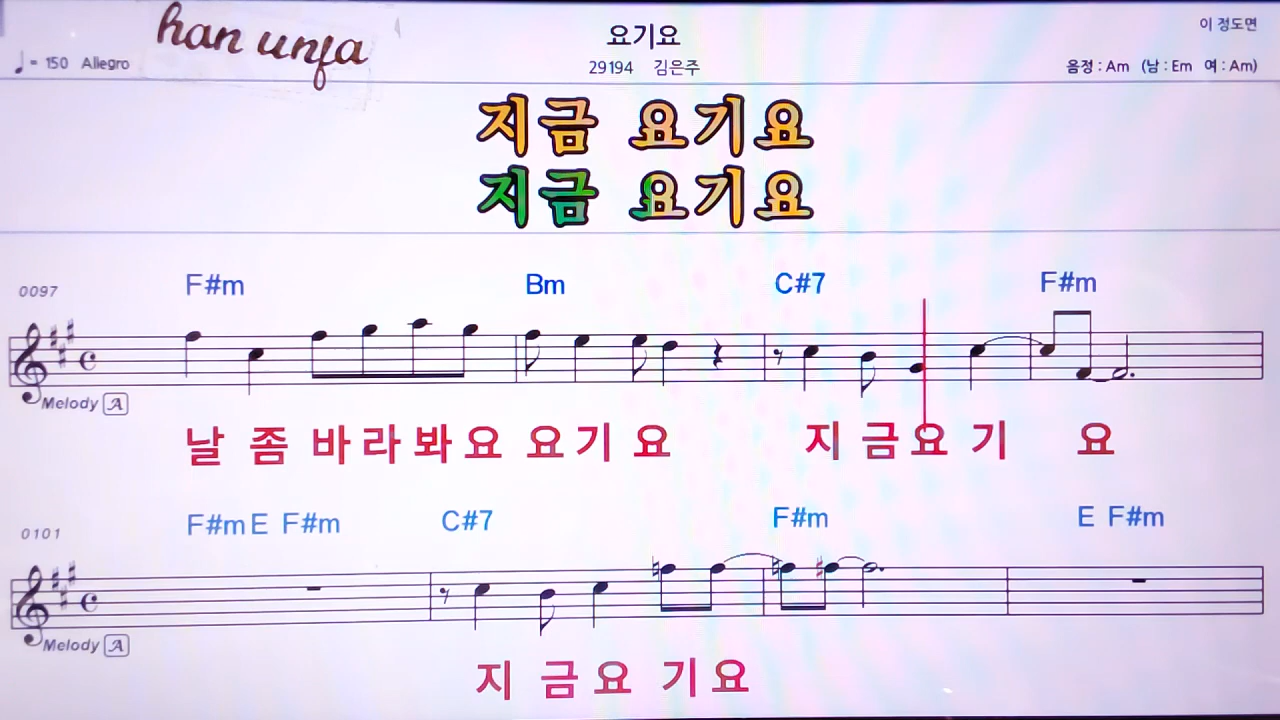 han unja
요기요
이 정도면
♩= 150 Allegro
29194 김은주
음정 : Am (남 : Em 여 : Am)
지금 요기요
지금 요기요
0097
F#m Bm C#7 F#m
Melody A
날 좀 바 라 봐 요 요 기 요 지 금 요 기 요
0101
F#m E F#m C#7 F#m E F#m
Melody A
지 금 요 기 요